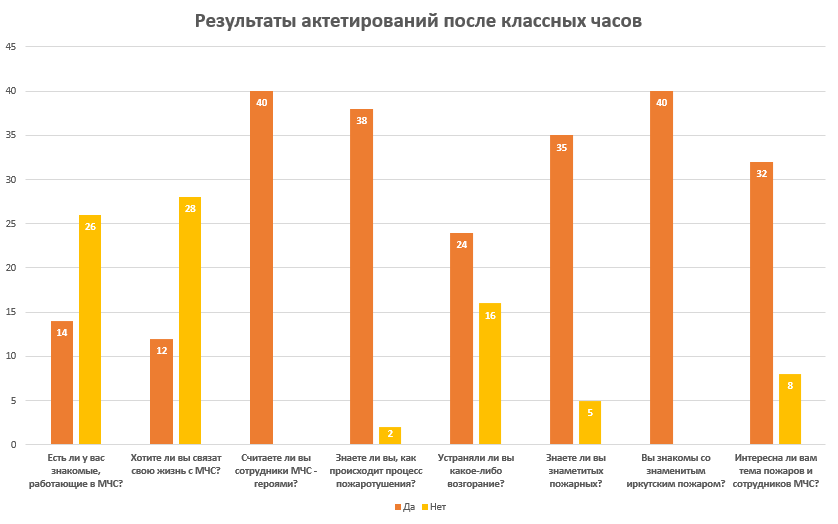 Результаты актетирований после классных часов
45
40
35
30
25
20
15
10
5
0
14
26
12
28
40
38
2
24
16
35
5
40
32
8
Есть ли у вас
знакомые,
работающие в МЧС?
Хотите ли вы связат
свою жизнь с МЧС?
Считаете ли вы
сотрудники МЧС -
героями?
Знаете ли вы, как
происходит процесс
пожаротушения?
Устраняли ли вы
какое-либо
возгорание?
Знаете ли вы
знаметитых
пожарных?
Вы знакомы со
знаменитым
иркутским пожаром?
Интересна ли вам
тема пожаров и
сотрудников МЧС?
Да Нет